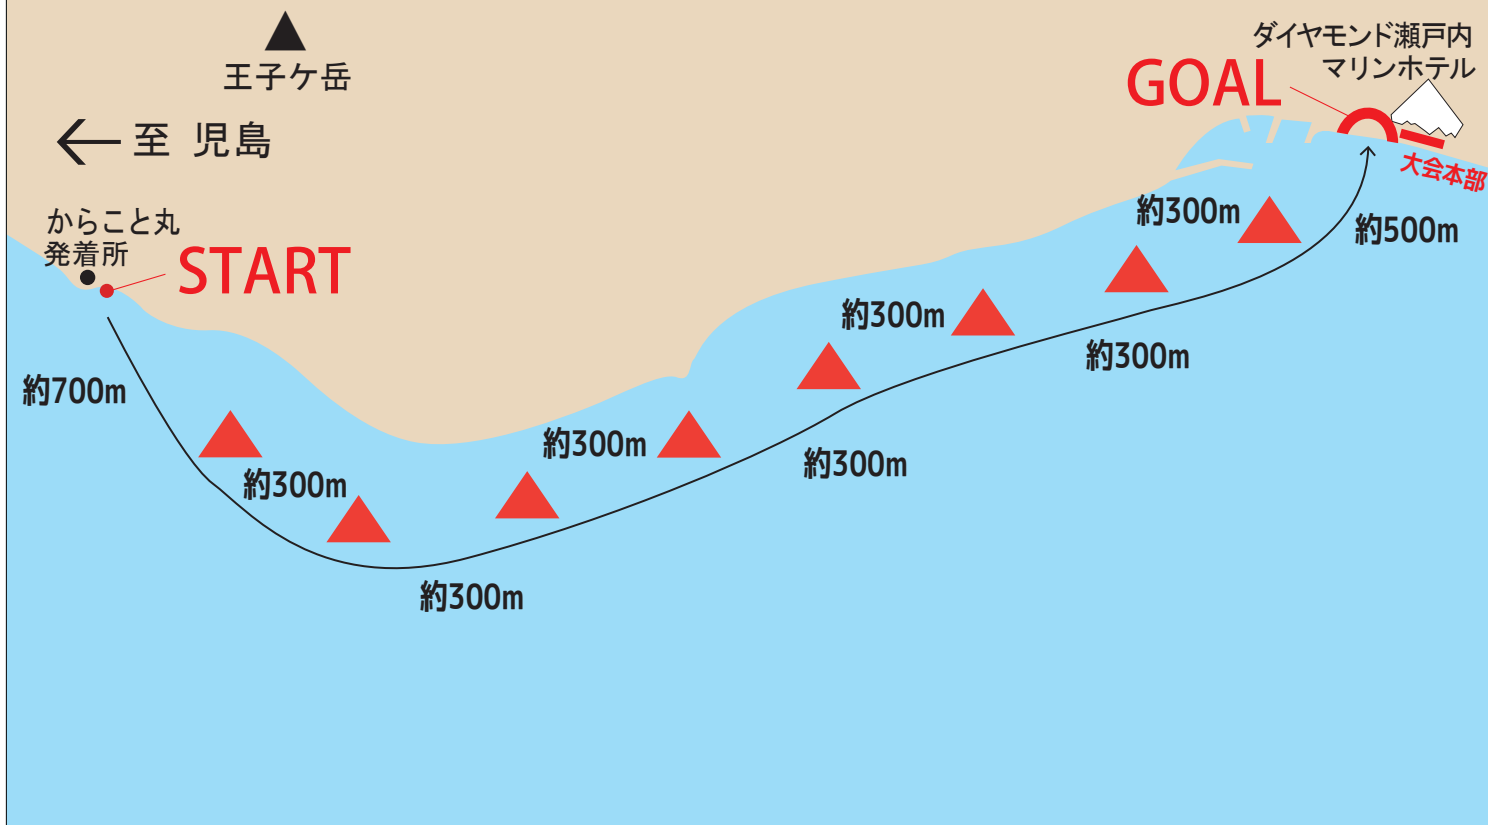 ダイヤモンド瀬戸内
マリンホテル
GOAL
王子ケ岳
至 児島
大会本部
からこと丸
発着所
START
約300m
約500m
約300m
約300m
約700m
約300m
約300m
約300m
約300m